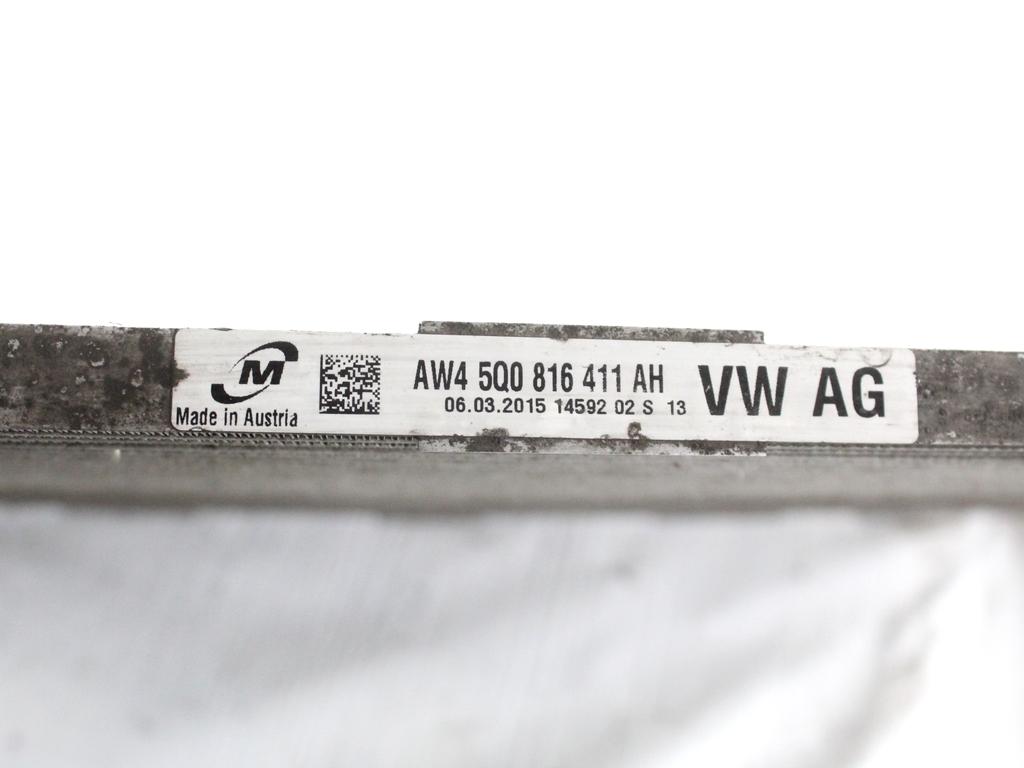 M
Made in Austria
AW4 5Q0 816 411 AH
06.03.2015 14592 02 S 13
VW AG